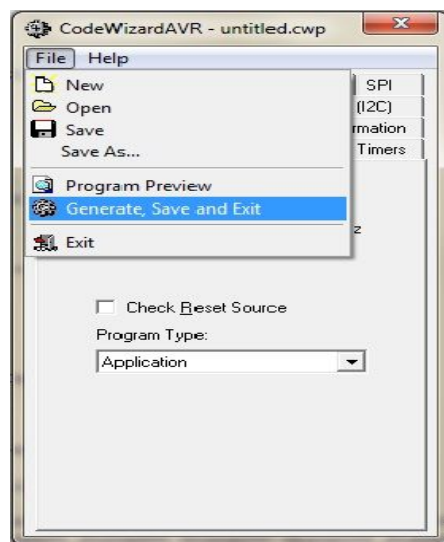 CodeWizardAVR - untitled.cwp
File Help
New
SPI
Open
(I2C)
Save
rmation
Save As...
Timers
Program Preview
Generate, Save and Exit
z
Exit
Check Reset Source
Program Type:
Application